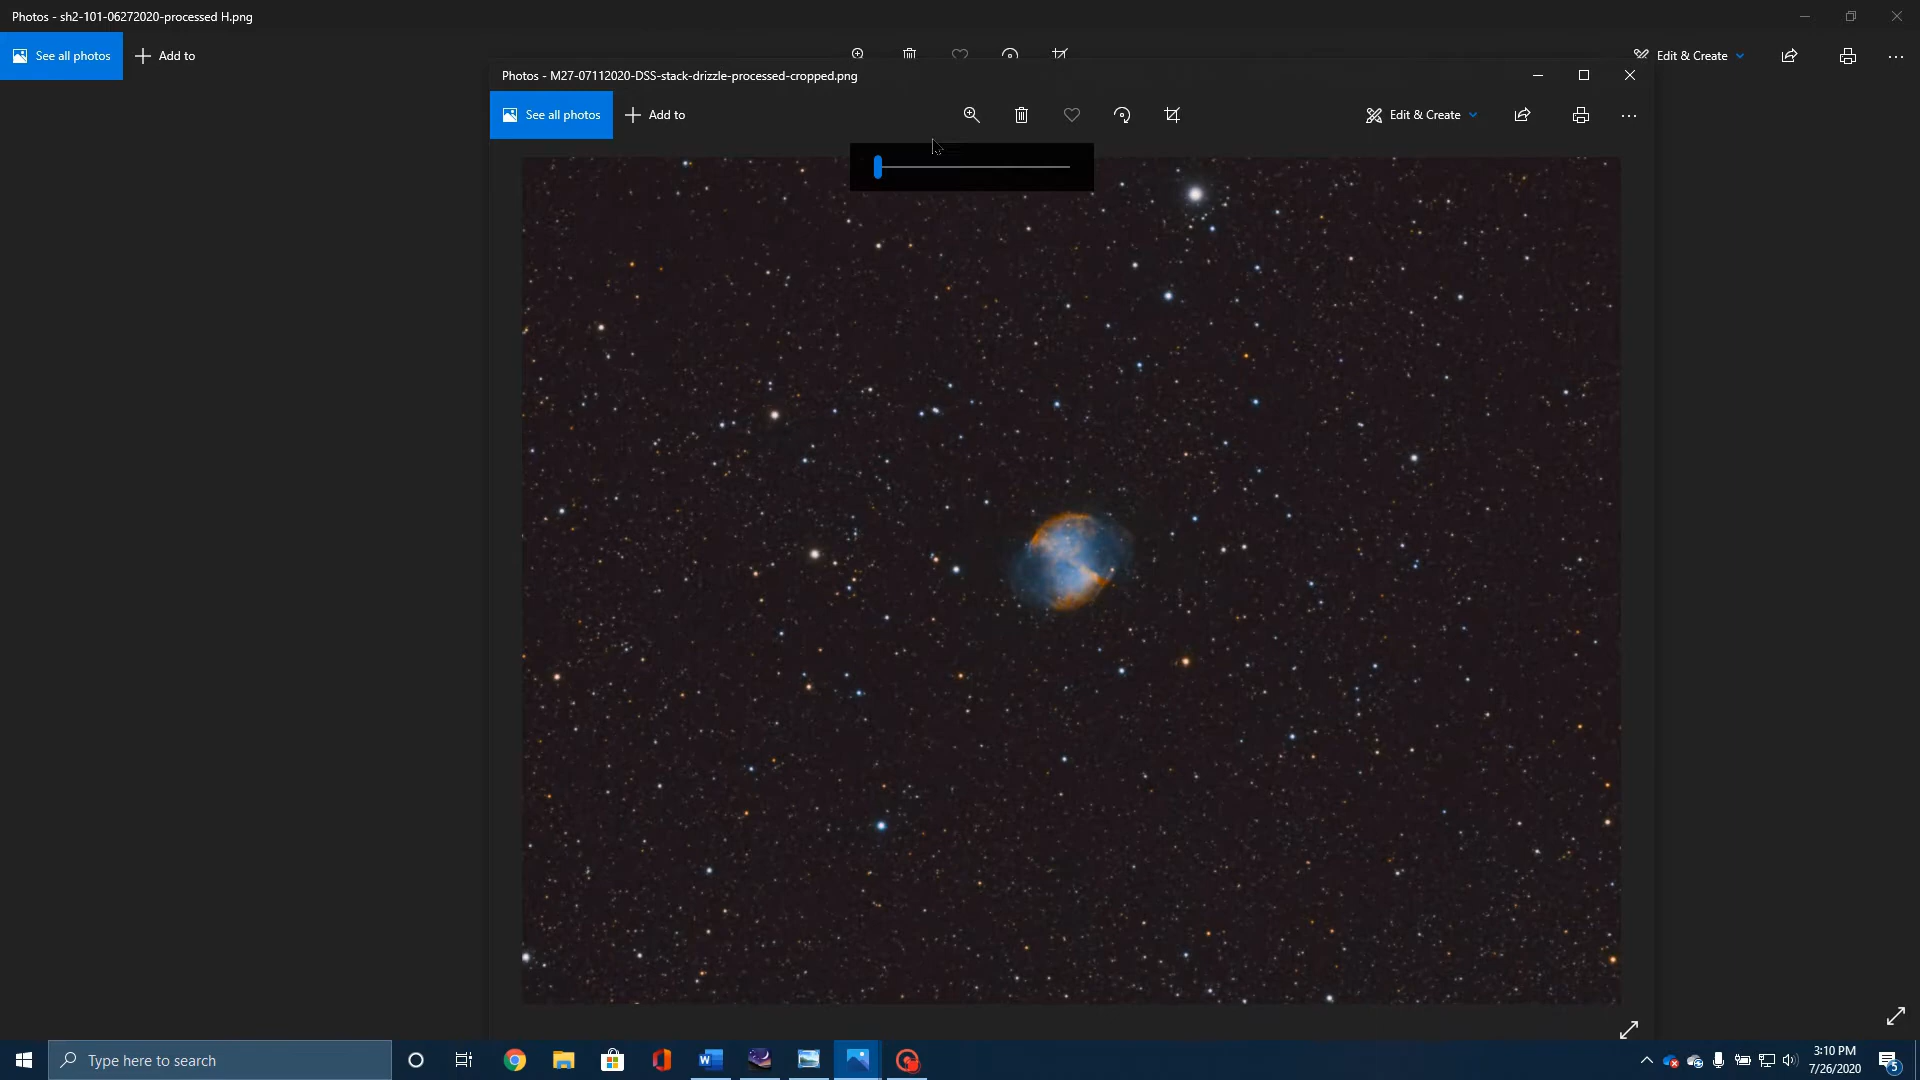 Photos - sh2-101-06272020-processed H.png
See all photos
Add to
Edit & Create
Photos - M27-07112020-DSS-stack-drizzle-processed-cropped.png
See all photos
Add to
Edit & Create
Type here to search
W
3:10 PM
7/26/2020
5